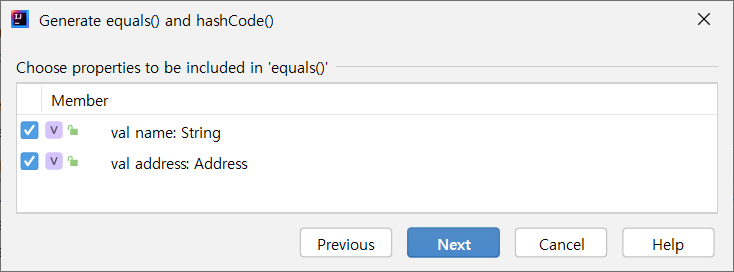 IJ
Generate equals() and hashCode()
Choose properties to be included in 'equals()'
Member
V val name: String
V val address: Address
Previous Next Cancel Help